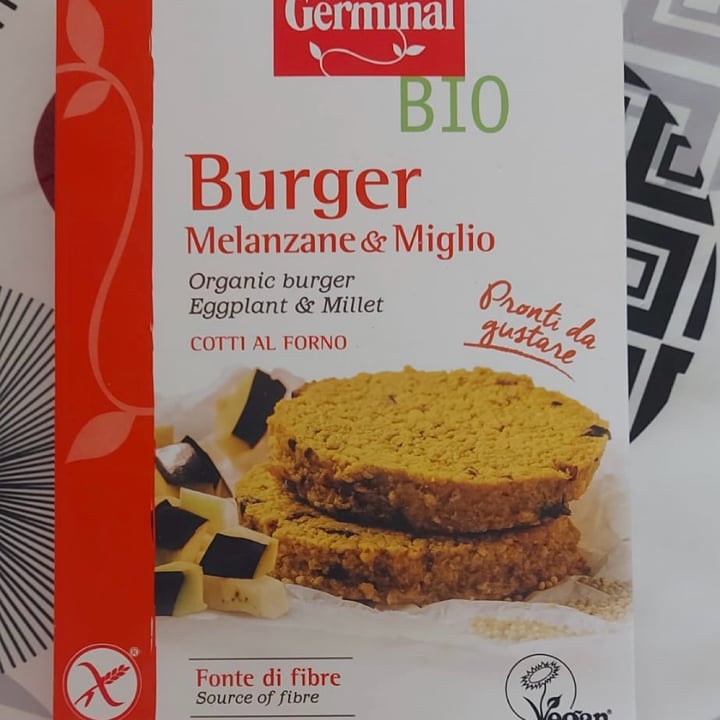 Germinal
BIO
Burger
Melanzane & Miglio
Organic burger
Eggplant & Millet
COTTI AL FORNO
Pronti da
gustare
Fonte di fibre
Source of fibre
Vegan